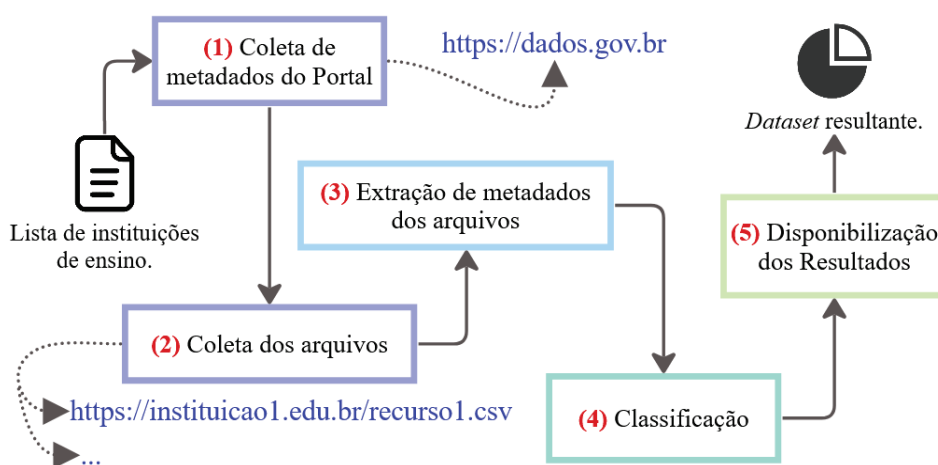 (1) Coleta de
metadados do Portal
https://dados.gov.br
Dataset resultante.
Lista de instituições
de ensino.
(3) Extração de metadados
dos arquivos
(5) Disponibilização
dos Resultados
(2) Coleta dos arquivos
https://instituicao1.edu.br/recurso1.csv
...
(4) Classificação